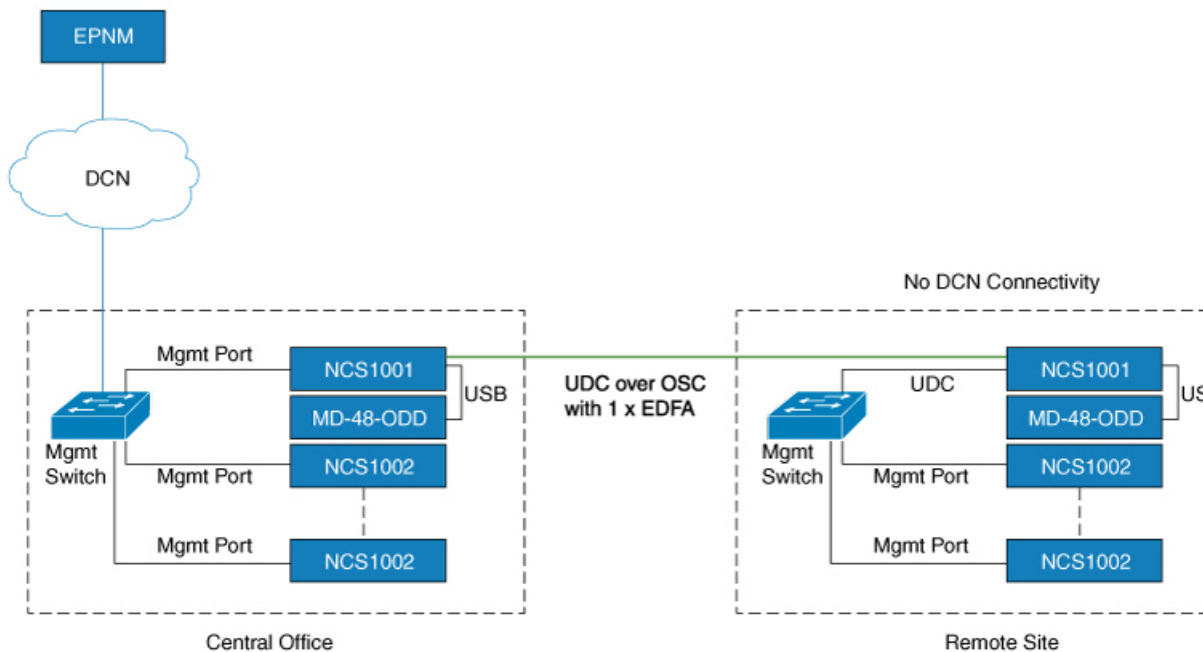 EPNM
DCN
No DCN Connectivity
Mgmt Port
NCS1001
USB
MD-48-ODD
Mgmt
Switch
Mgmt Port
NCS1002
Mgmt Port
NCS1002
Central Office
UDC over OSC
with 1 x EDFA
UDC
NCS1001
US
MD-48-ODD
Mgmt
Switch
Mgmt Port
NCS1002
Mgmt Port
NCS1002
Remote Site